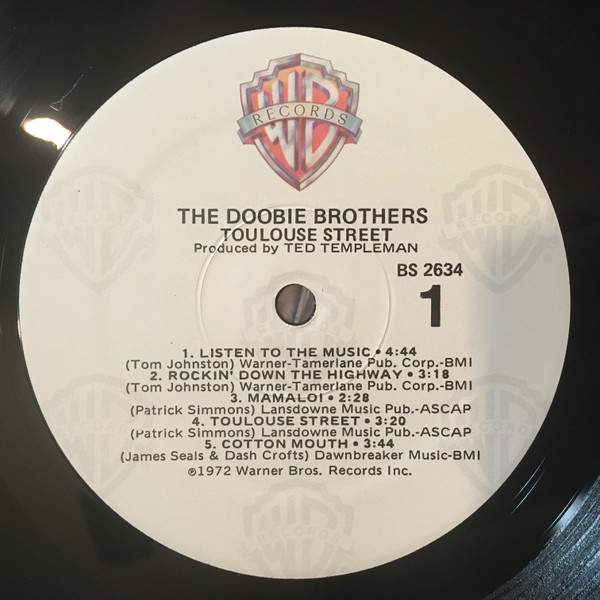 WB
RECORDS
THE DOOBIE BROTHERS
TOULOUSE STREET
Produced by TED TEMPLEMAN
BS 2634
1
1. LISTEN TO THE MUSIC • 4:44
(Tom Johnston) Warner-Tamerlane Pub. Corp.-BMI
2. ROCKIN' DOWN THE HIGHWAY • 3:18
(Tom Johnston) Warner-Tamerlane Pub. Corp.-BMI
3. MAMALOI • 2:28
(Patrick Simmons) Lansdowne Music Pub.-ASCAP
4. TOULOUSE STREET • 3:20
(Patrick Simmons) Lansdowne Music Pub.-ASCAP
5. COTTON MOUTH • 3:44
(James Seals & Dash Crofts) Dawnbreaker Music-BMI
℗1972 Warner Bros. Records Inc.